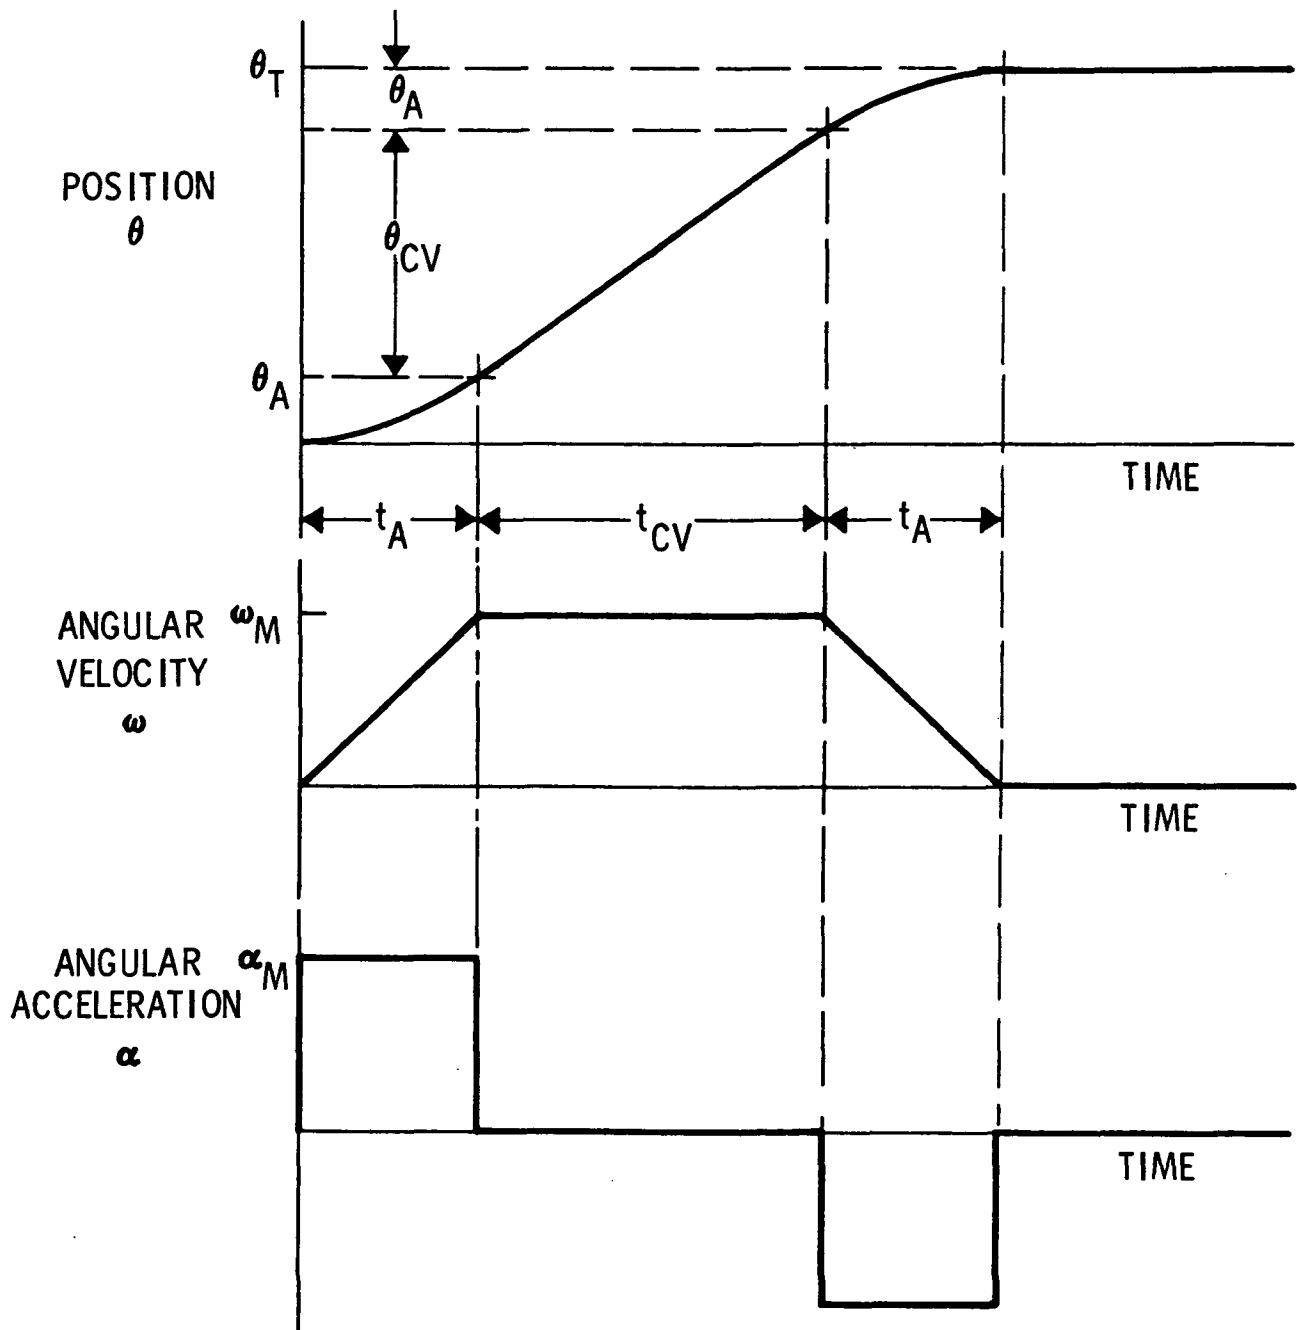 θT
θA
POSITION
θ
θCV
θA
TIME
tA
tCV
tA
ANGULAR
VELOCITY
ω
ωM
TIME
ANGULAR
ACCELERATION
α
αM
TIME